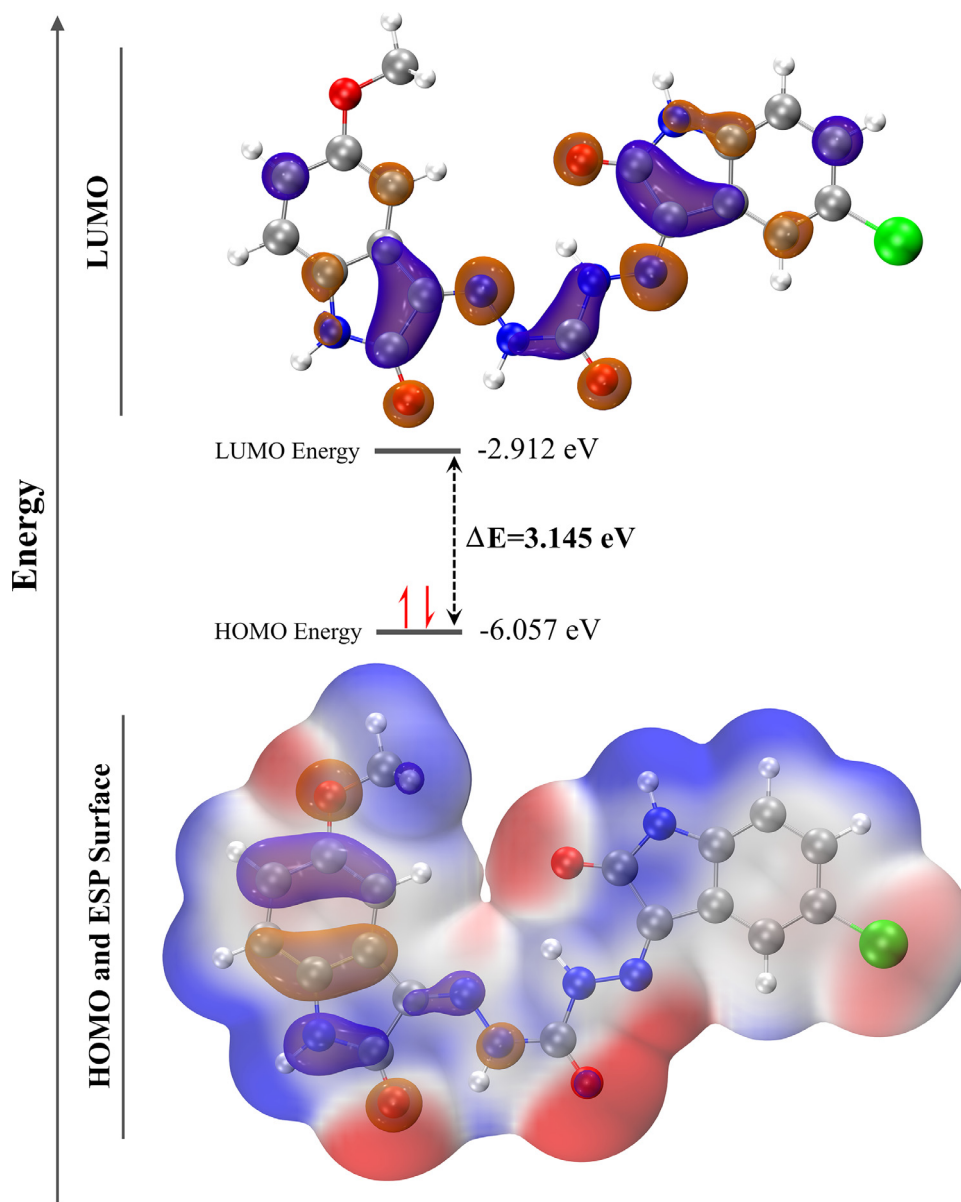 Energy
LUMO
LUMO Energy
-2.912 eV
ΔE=3.145 eV
HOMO Energy
-6.057 eV
HOMO and ESP Surface